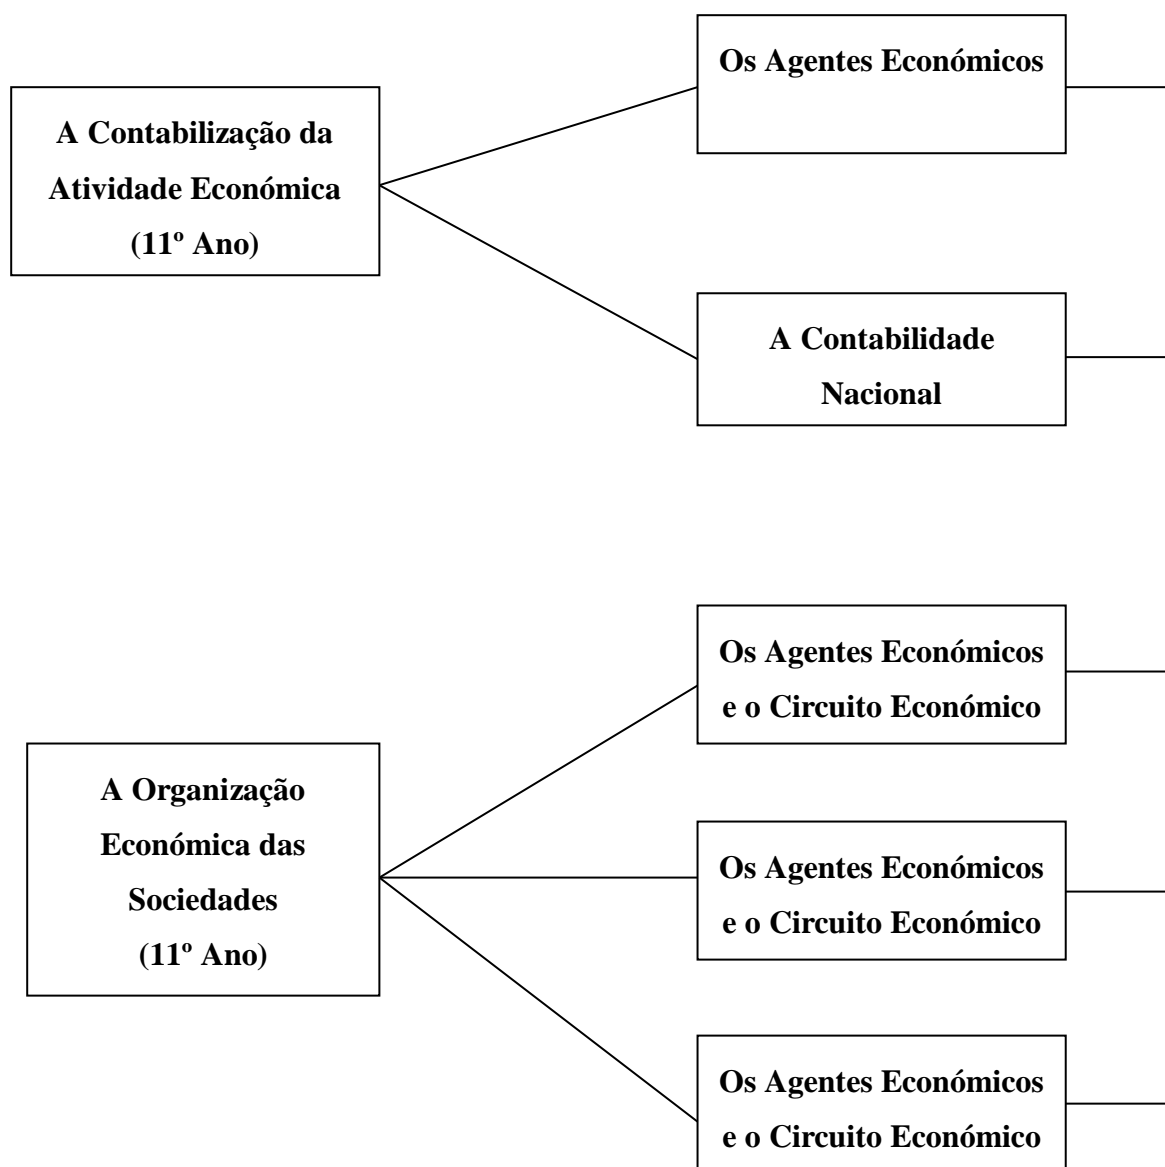 Os Agentes Económicos
A Contabilização da
Atividade Económica
(11º Ano)
A Contabilidade
Nacional
Os Agentes Económicos
e o Circuito Económico
A Organização
Económica das
Sociedades
(11º Ano)
Os Agentes Económicos
e o Circuito Económico
Os Agentes Económicos
e o Circuito Económico